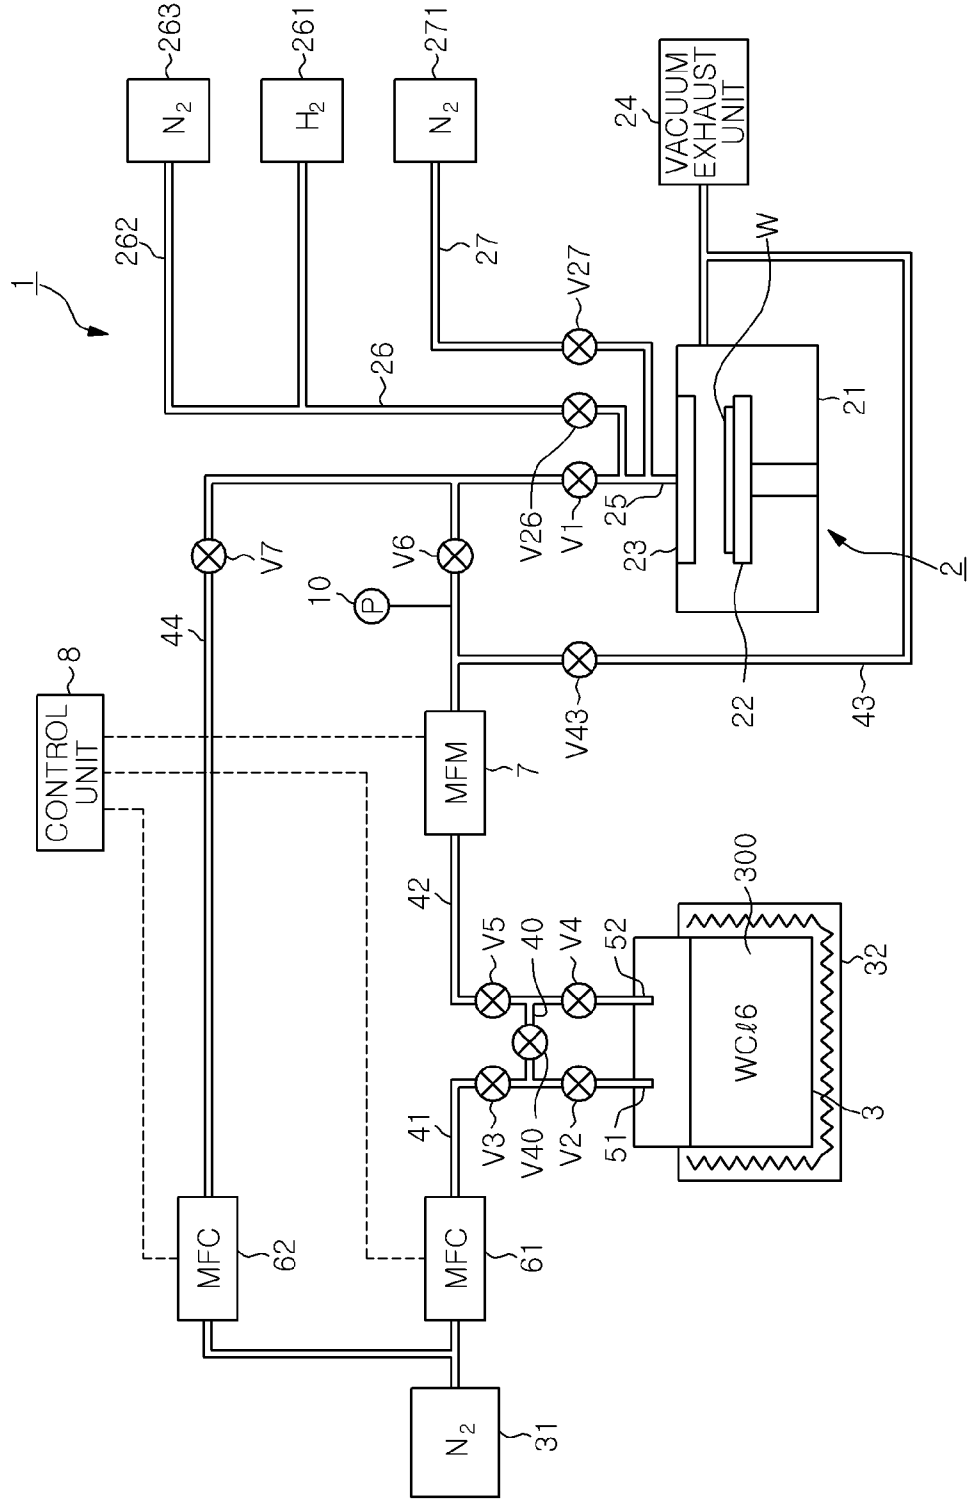 1
N2
263
H2
261
N2
271
262
27
26
V27
V26
V1
25
24
VACUUM
EXHAUST
UNIT
W
23
21
2
22
V7
44
V6
10
P
V43
43
8
CONTROL
UNIT
MFM
7
42
V5
40
V4
52
300
32
WCℓ6
3
41
V3
V40
V2
51
MFC
62
MFC
61
N2
31